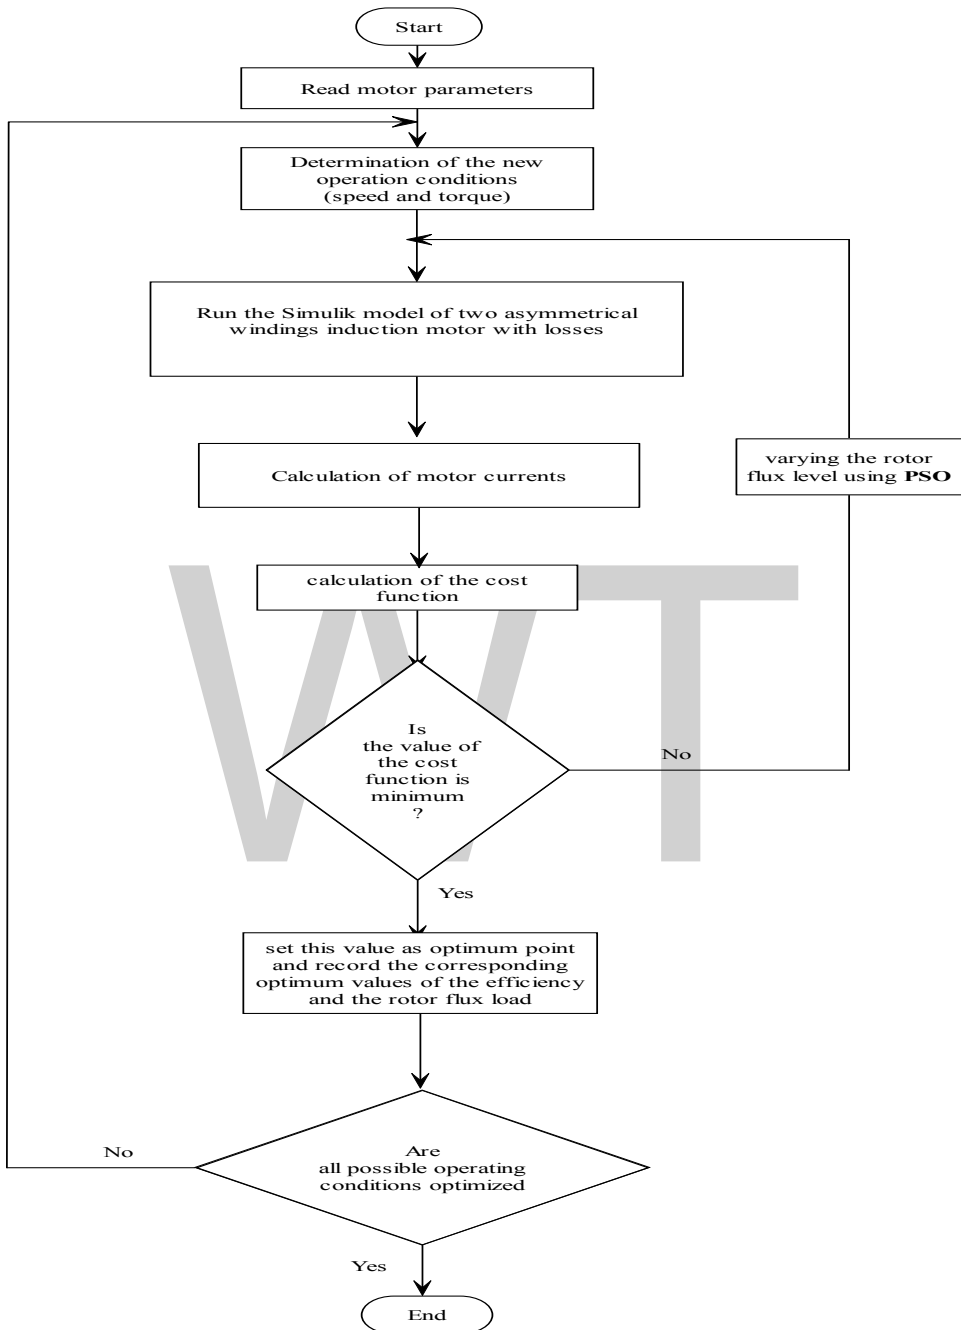 Start
Read motor parameters
Determination of the new
operation conditions
(speed and torque)
Run the Simulik model of two asymmetrical
windings induction motor with losses
Calculation of motor currents
varying the rotor
flux level using PSO
calculation of the cost
function
WT
Is
the value of
the cost
function is
minimum
?
No
Yes
set this value as optimum point
and record the corresponding
optimum values of the efficiency
and the rotor flux load
No
Are
all possible operating
conditions optimized
Yes
End